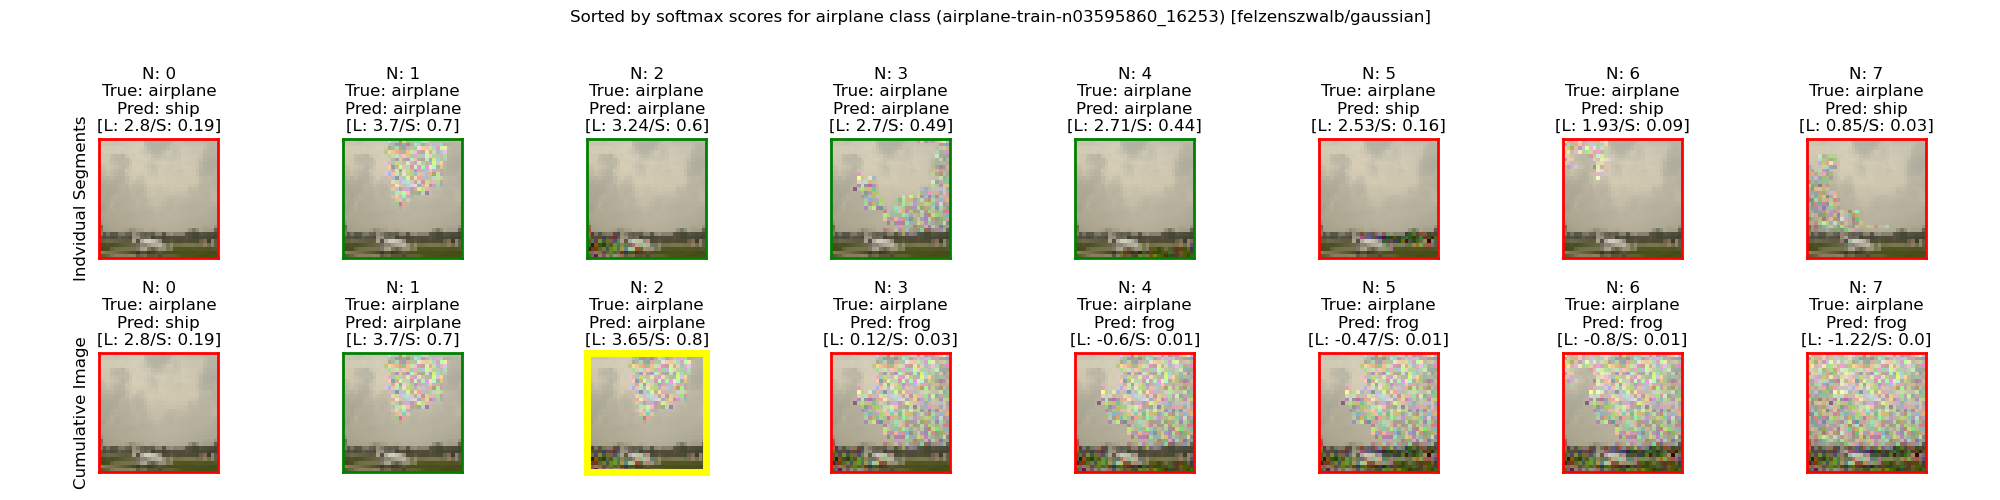 Sorted by softmax scores for airplane class (airplane-train-n03595860_16253) [felzenszwalb/gaussian]
Individual Segments
N: 0
True: airplane
Pred: ship
[L: 2.8/S: 0.19]
N: 1
True: airplane
Pred: airplane
[L: 3.7/S: 0.7]
N: 2
True: airplane
Pred: airplane
[L: 3.24/S: 0.6]
N: 3
True: airplane
Pred: airplane
[L: 2.7/S: 0.49]
N: 4
True: airplane
Pred: airplane
[L: 2.71/S: 0.44]
N: 5
True: airplane
Pred: ship
[L: 2.53/S: 0.16]
N: 6
True: airplane
Pred: ship
[L: 1.93/S: 0.09]
N: 7
True: airplane
Pred: ship
[L: 0.85/S: 0.03]
Cumulative Image
N: 0
True: airplane
Pred: ship
[L: 2.8/S: 0.19]
N: 1
True: airplane
Pred: airplane
[L: 3.7/S: 0.7]
N: 2
True: airplane
Pred: airplane
[L: 3.65/S: 0.8]
N: 3
True: airplane
Pred: frog
[L: 0.12/S: 0.03]
N: 4
True: airplane
Pred: frog
[L: -0.6/S: 0.01]
N: 5
True: airplane
Pred: frog
[L: -0.47/S: 0.01]
N: 6
True: airplane
Pred: frog
[L: -0.8/S: 0.01]
N: 7
True: airplane
Pred: frog
[L: -1.22/S: 0.0]